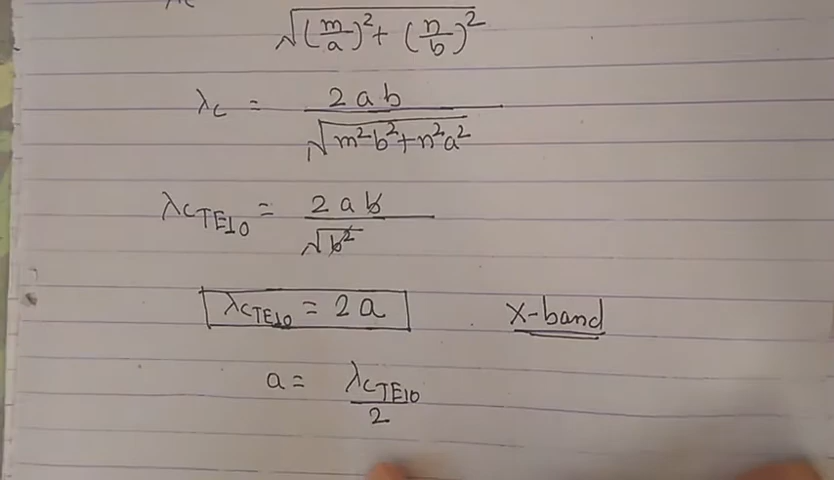 √(m/a)² + (n/b)²
λc = 2ab / √m²b² + n²a²
λcTE10 = 2ab / √b²
λcTE10 = 2a X-band
a = λcTE10 / 2